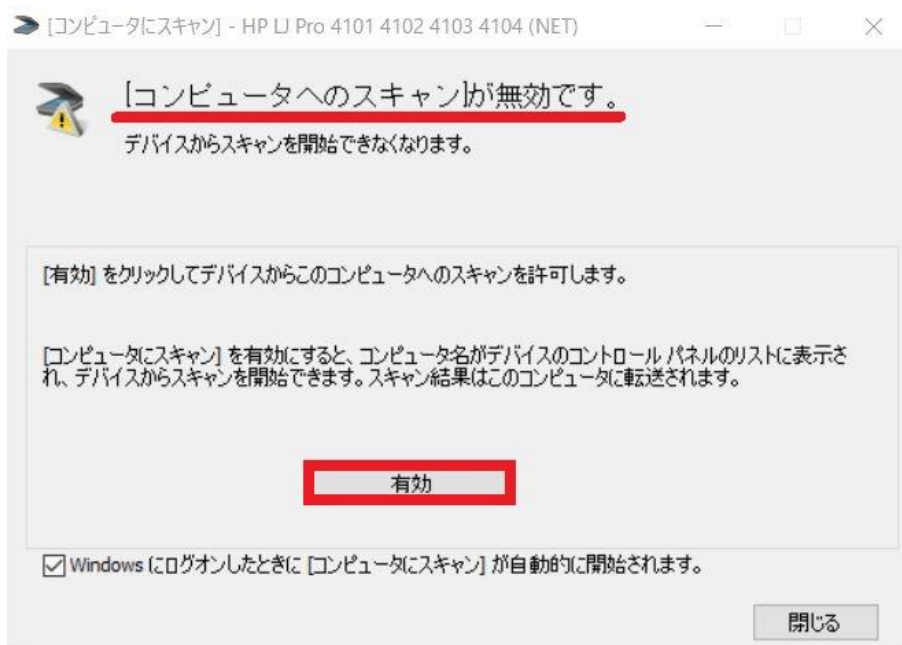 [コンピュータにスキャン] - HP LJ Pro 4101 4102 4103 4104 (NET)
[コンピュータへのスキャン]が無効です。
デバイスからスキャンを開始できなくなります。
[有効] をクリックしてデバイスからこのコンピュータへのスキャンを許可します。
[コンピュータにスキャン] を有効にすると、コンピュータ名がデバイスのコントロール パネルのリストに表示さ
れ、デバイスからスキャンを開始できます。スキャン結果はこのコンピュータに転送されます。
有効
Windows にログオンしたときに [コンピュータにスキャン] が自動的に開始されます。
閉じる